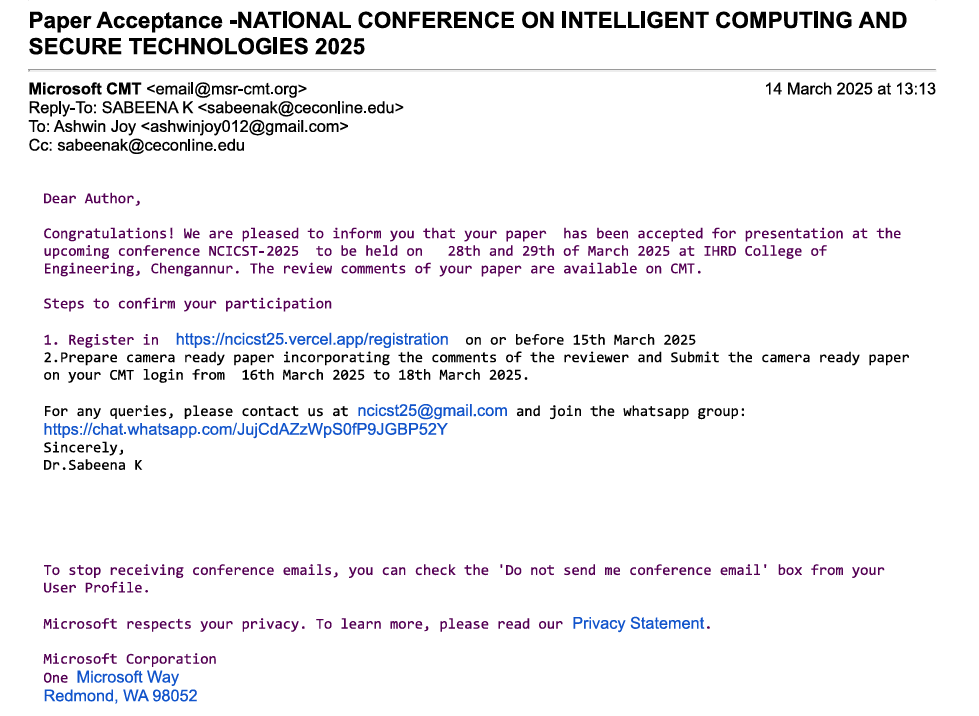 Paper Acceptance -NATIONAL CONFERENCE ON INTELLIGENT COMPUTING AND
SECURE TECHNOLOGIES 2025
Microsoft CMT <email@msr-cmt.org> 14 March 2025 at 13:13
Reply-To: SABEENA K <sabeenak@ceconline.edu>
To: Ashwin Joy <ashwinjoy012@gmail.com>
Cc: sabeenak@ceconline.edu
Dear Author,
Congratulations! We are pleased to inform you that your paper  has been accepted for presentation at the
upcoming conference NCICST-2025  to be held on   28th and 29th of March 2025 at IHRD College of
Engineering, Chengannur. The review comments of your paper are available on CMT.
Steps to confirm your participation
1. Register in  https://ncicst25.vercel.app/registration  on or before 15th March 2025
2.Prepare camera ready paper incorporating the comments of the reviewer and Submit the camera ready paper
on your CMT login from  16th March 2025 to 18th March 2025.
For any queries, please contact us at ncicst25@gmail.com and join the whatsapp group:
https://chat.whatsapp.com/JujCdAZzWpS0fP9JGBP52Y
Sincerely,
Dr.Sabeena K
To stop receiving conference emails, you can check the 'Do not send me conference email' box from your
User Profile.
Microsoft respects your privacy. To learn more, please read our Privacy Statement.
Microsoft Corporation
One Microsoft Way
Redmond, WA 98052